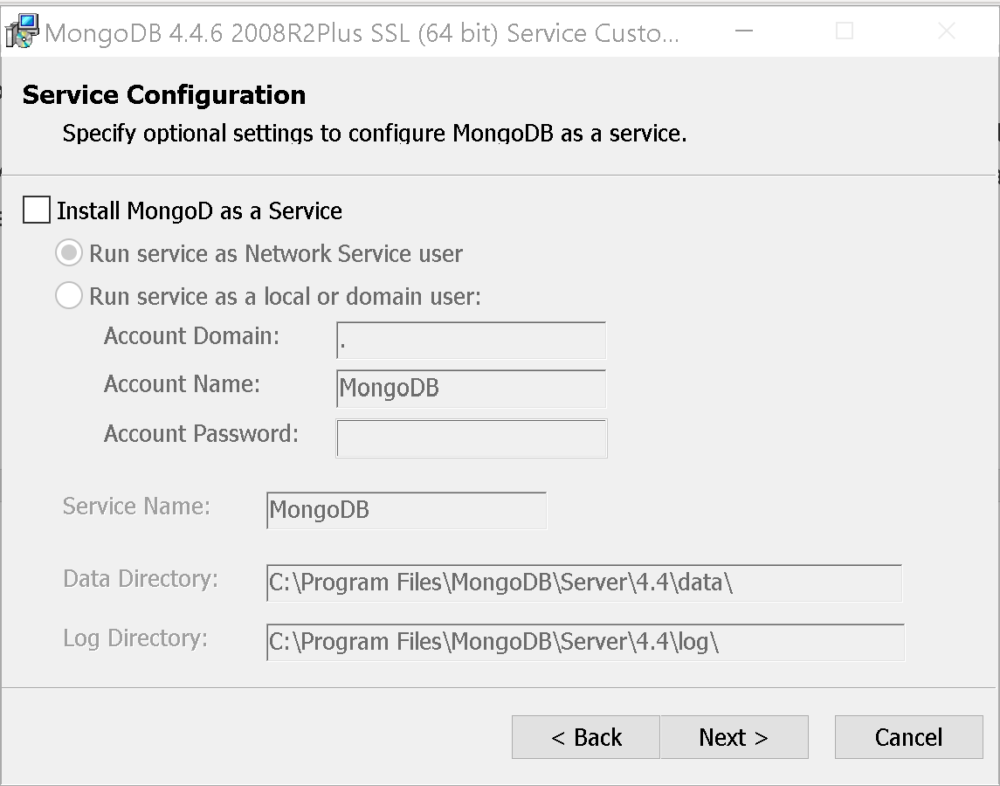 MongoDB 4.4.6 2008R2Plus SSL (64 bit) Service Custo...
Service Configuration
Specify optional settings to configure MongoDB as a service.
Install MongoD as a Service
Run service as Network Service user
Run service as a local or domain user:
Account Domain: .
Account Name: MongoDB
Account Password:
Service Name: MongoDB
Data Directory: C:\Program Files\MongoDB\Server\4.4\data\
Log Directory: C:\Program Files\MongoDB\Server\4.4\log\
< Back Next > Cancel